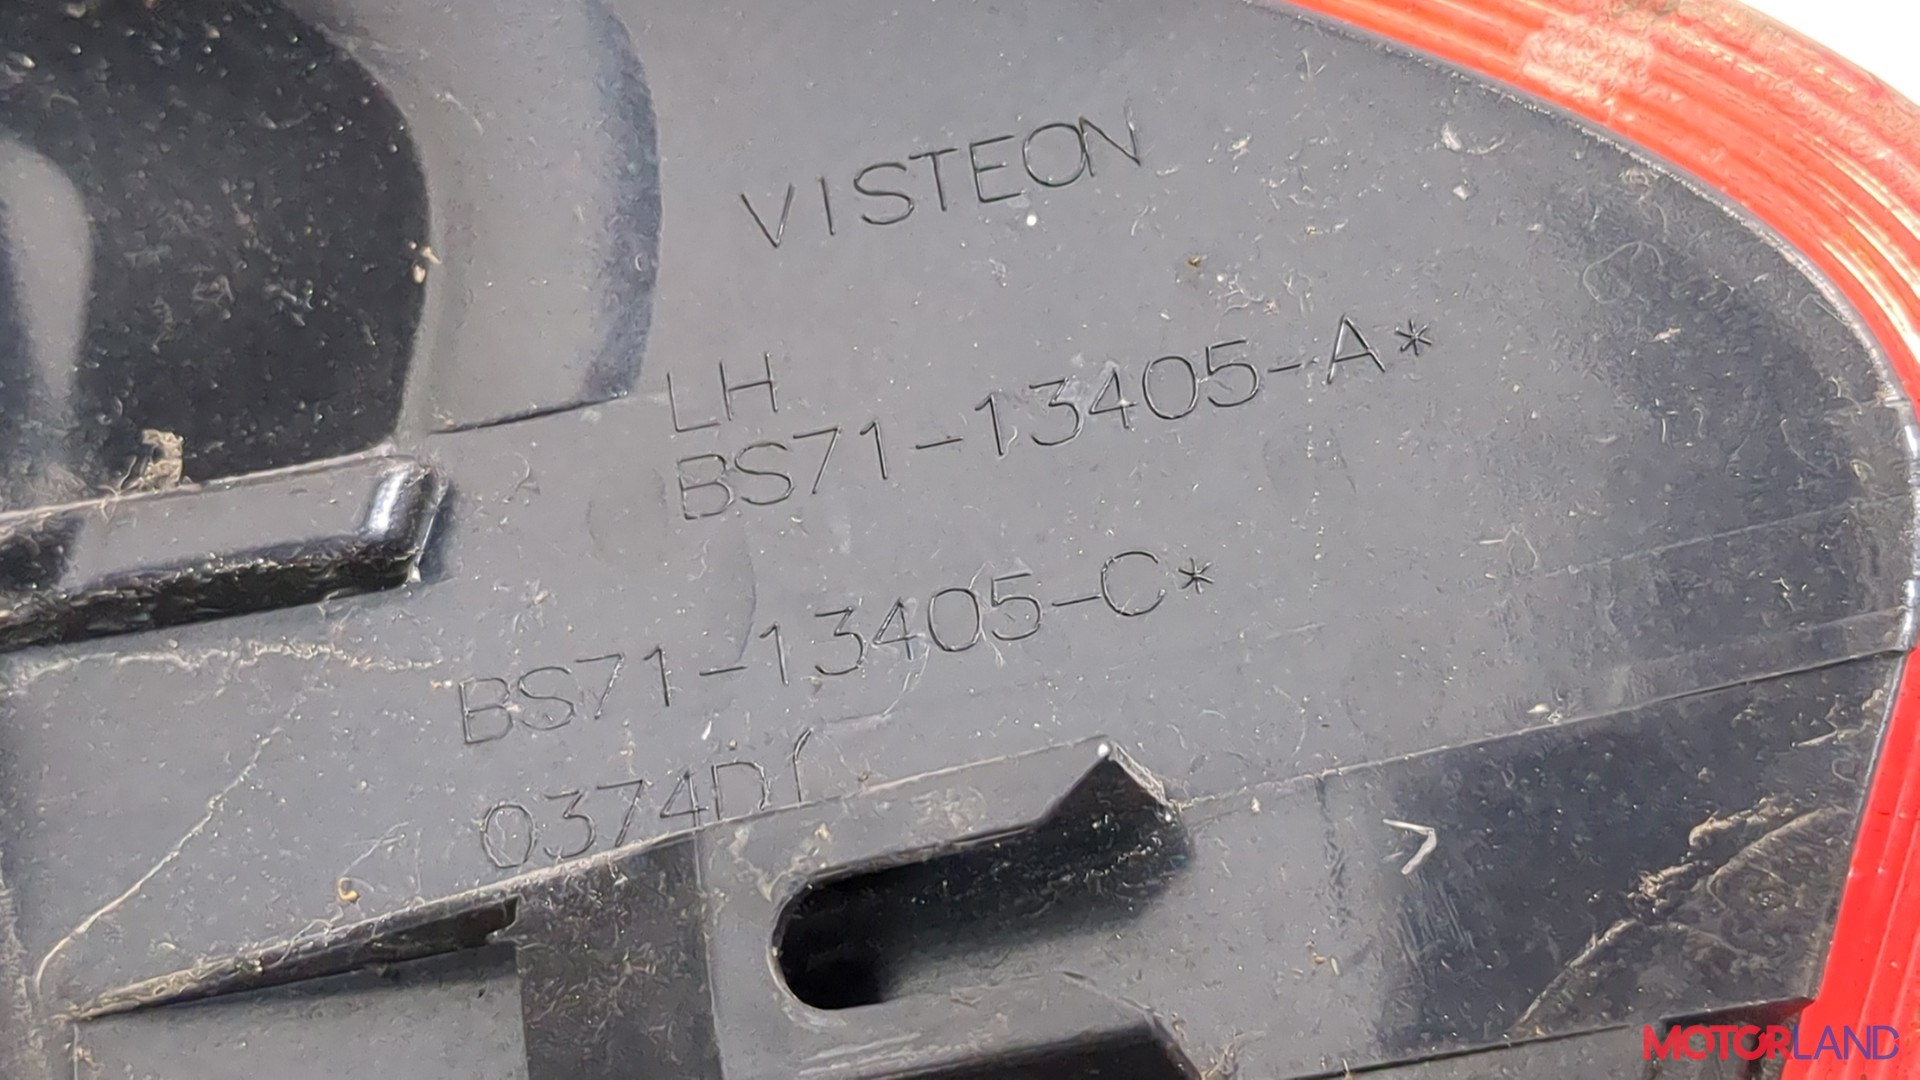 VISTEON
LH
BS71-13405-A*
BS71-13405-C*
MOTORLAND